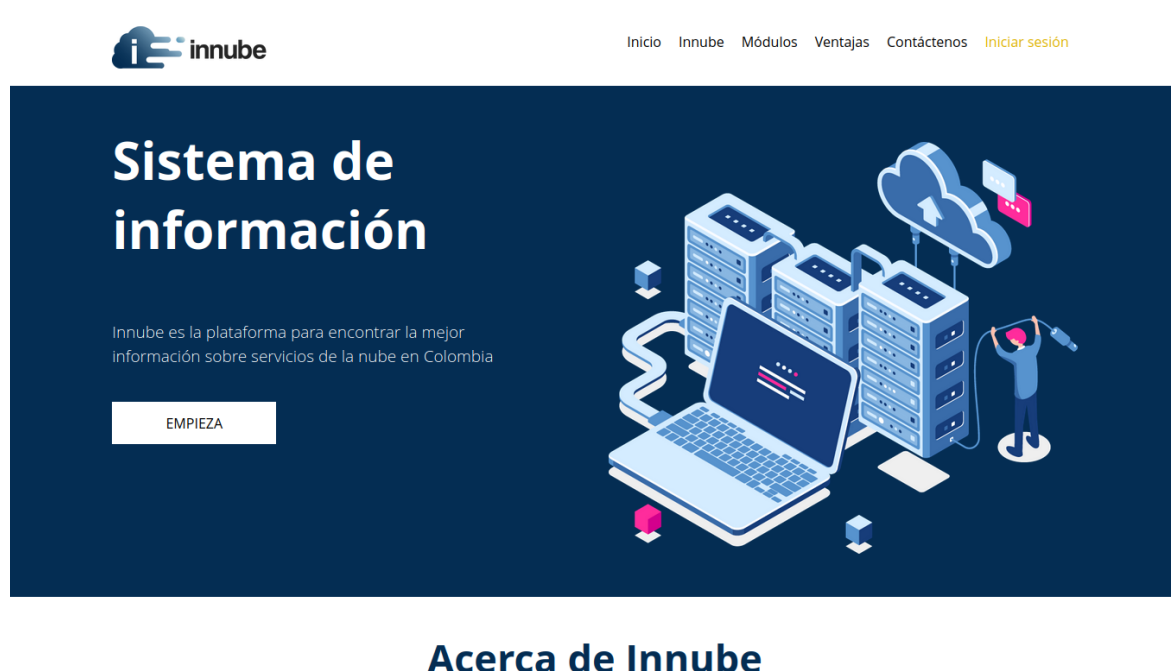 i innube
Inicio Innube Módulos Ventajas Contáctenos Iniciar sesión
Sistema de
información
Innube es la plataforma para encontrar la mejor
información sobre servicios de la nube en Colombia
EMPIEZA
Acerca de Innube